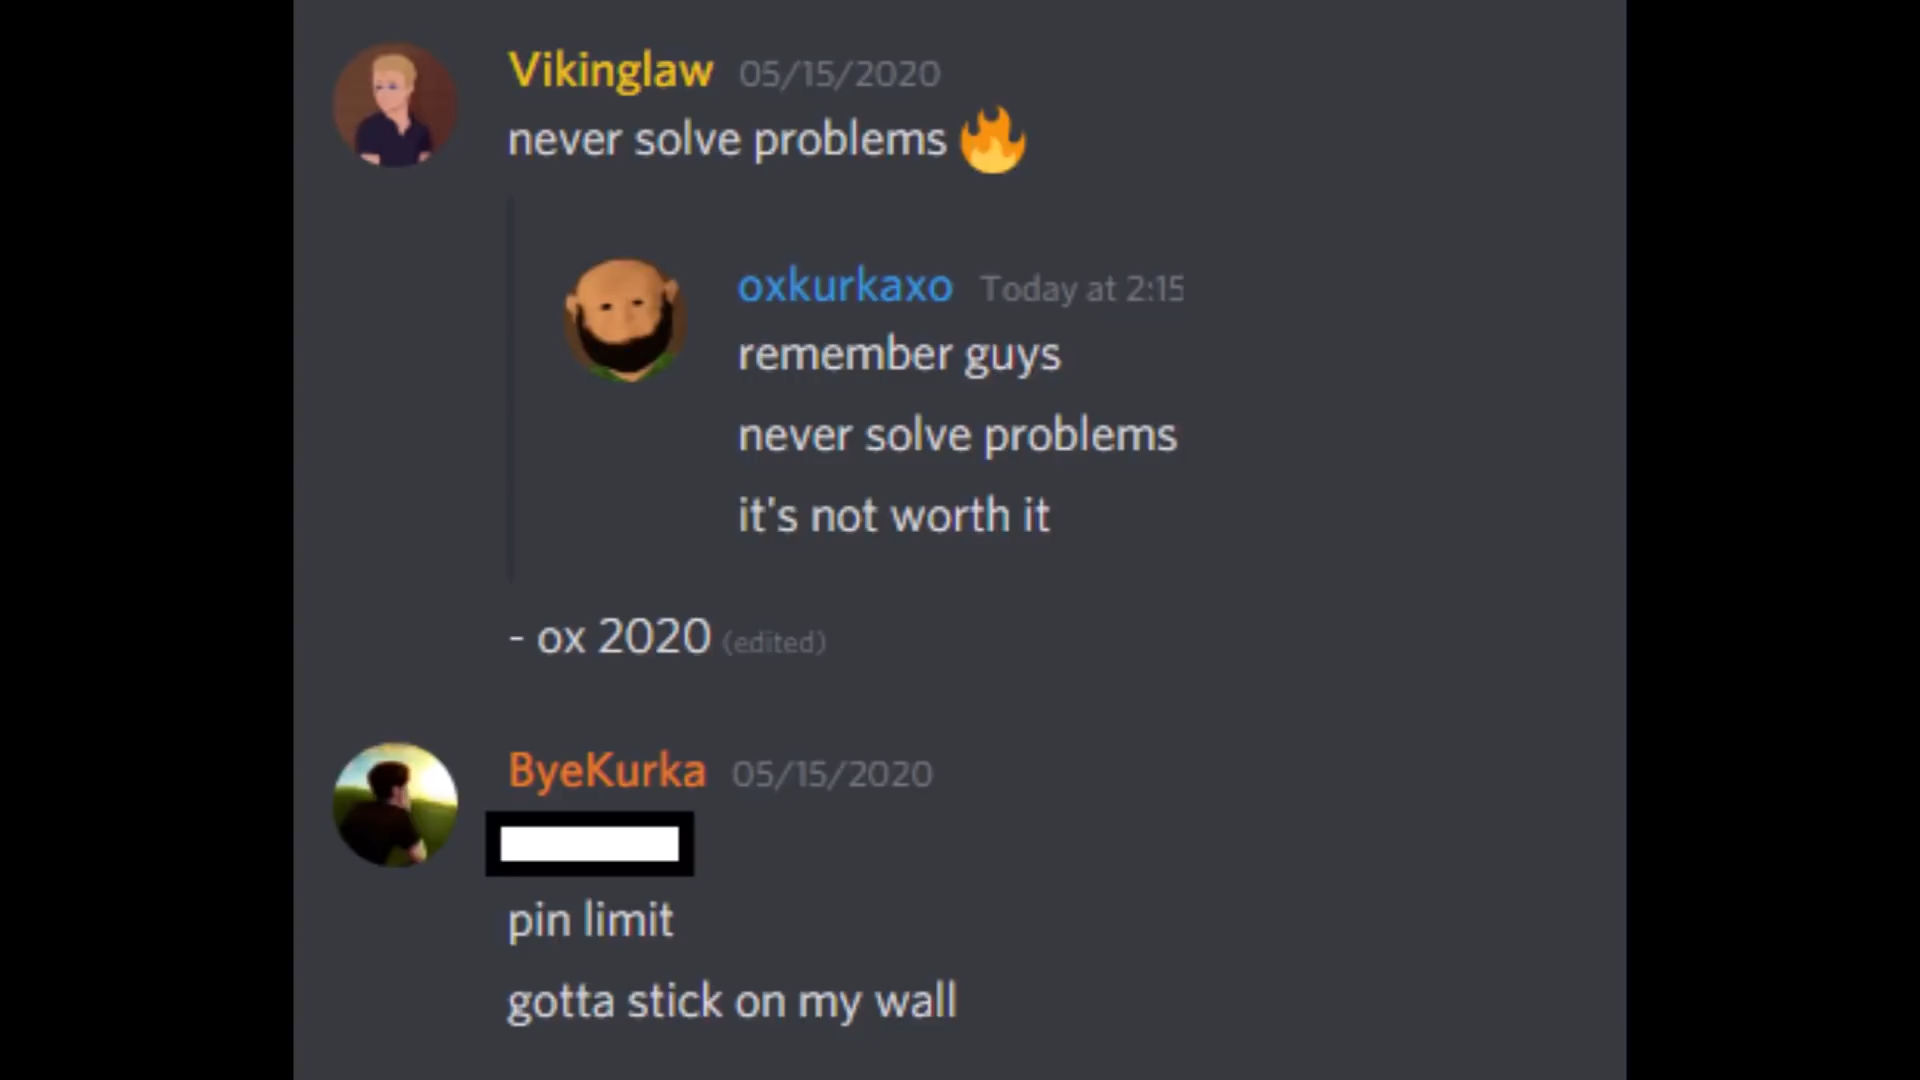 Vikinglaw 05/15/2020
never solve problems 🔥
oxkurkaxo Today at 2:15
remember guys
never solve problems
it's not worth it
- ox 2020 (edited)
ByeKurka 05/15/2020
pin limit
gotta stick on my wall